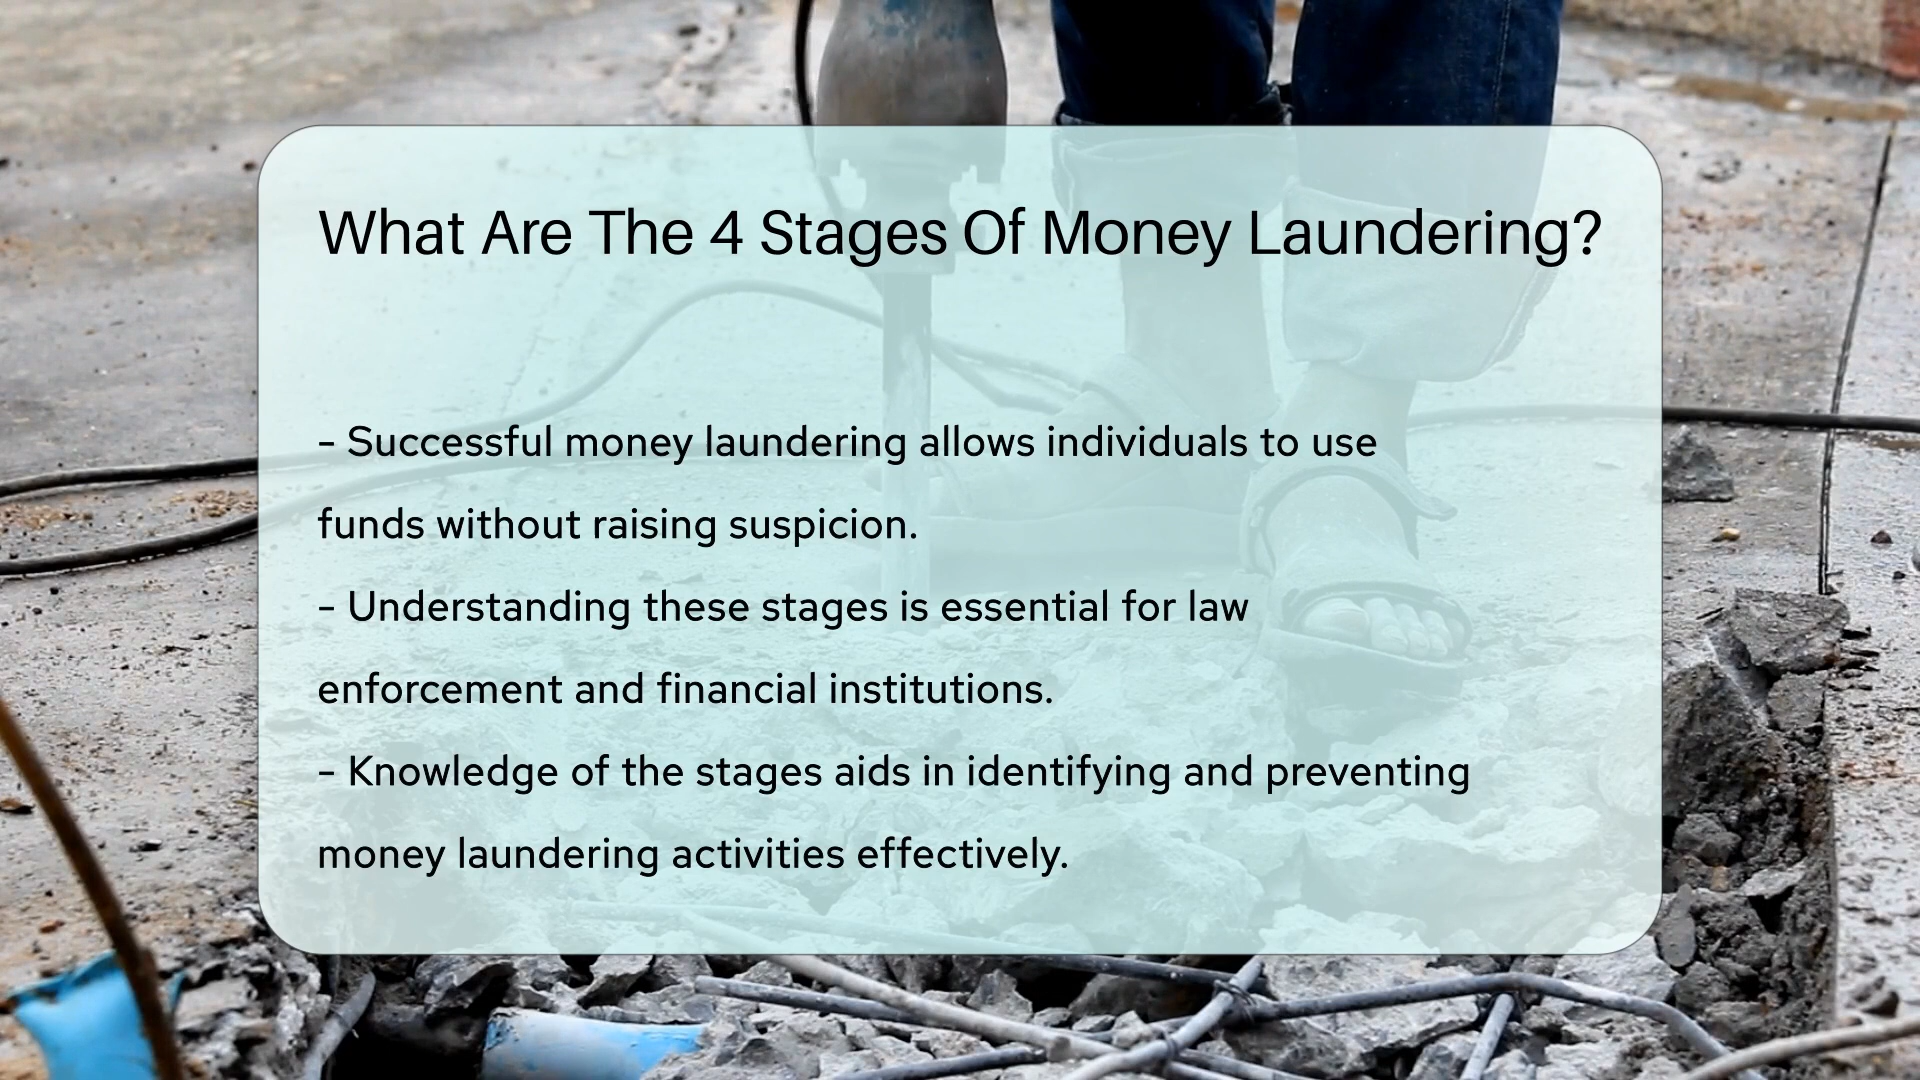 What Are The 4 Stages Of Money Laundering?
– Successful money laundering allows individuals to use
funds without raising suspicion.
– Understanding these stages is essential for law
enforcement and financial institutions.
– Knowledge of the stages aids in identifying and preventing
money laundering activities effectively.